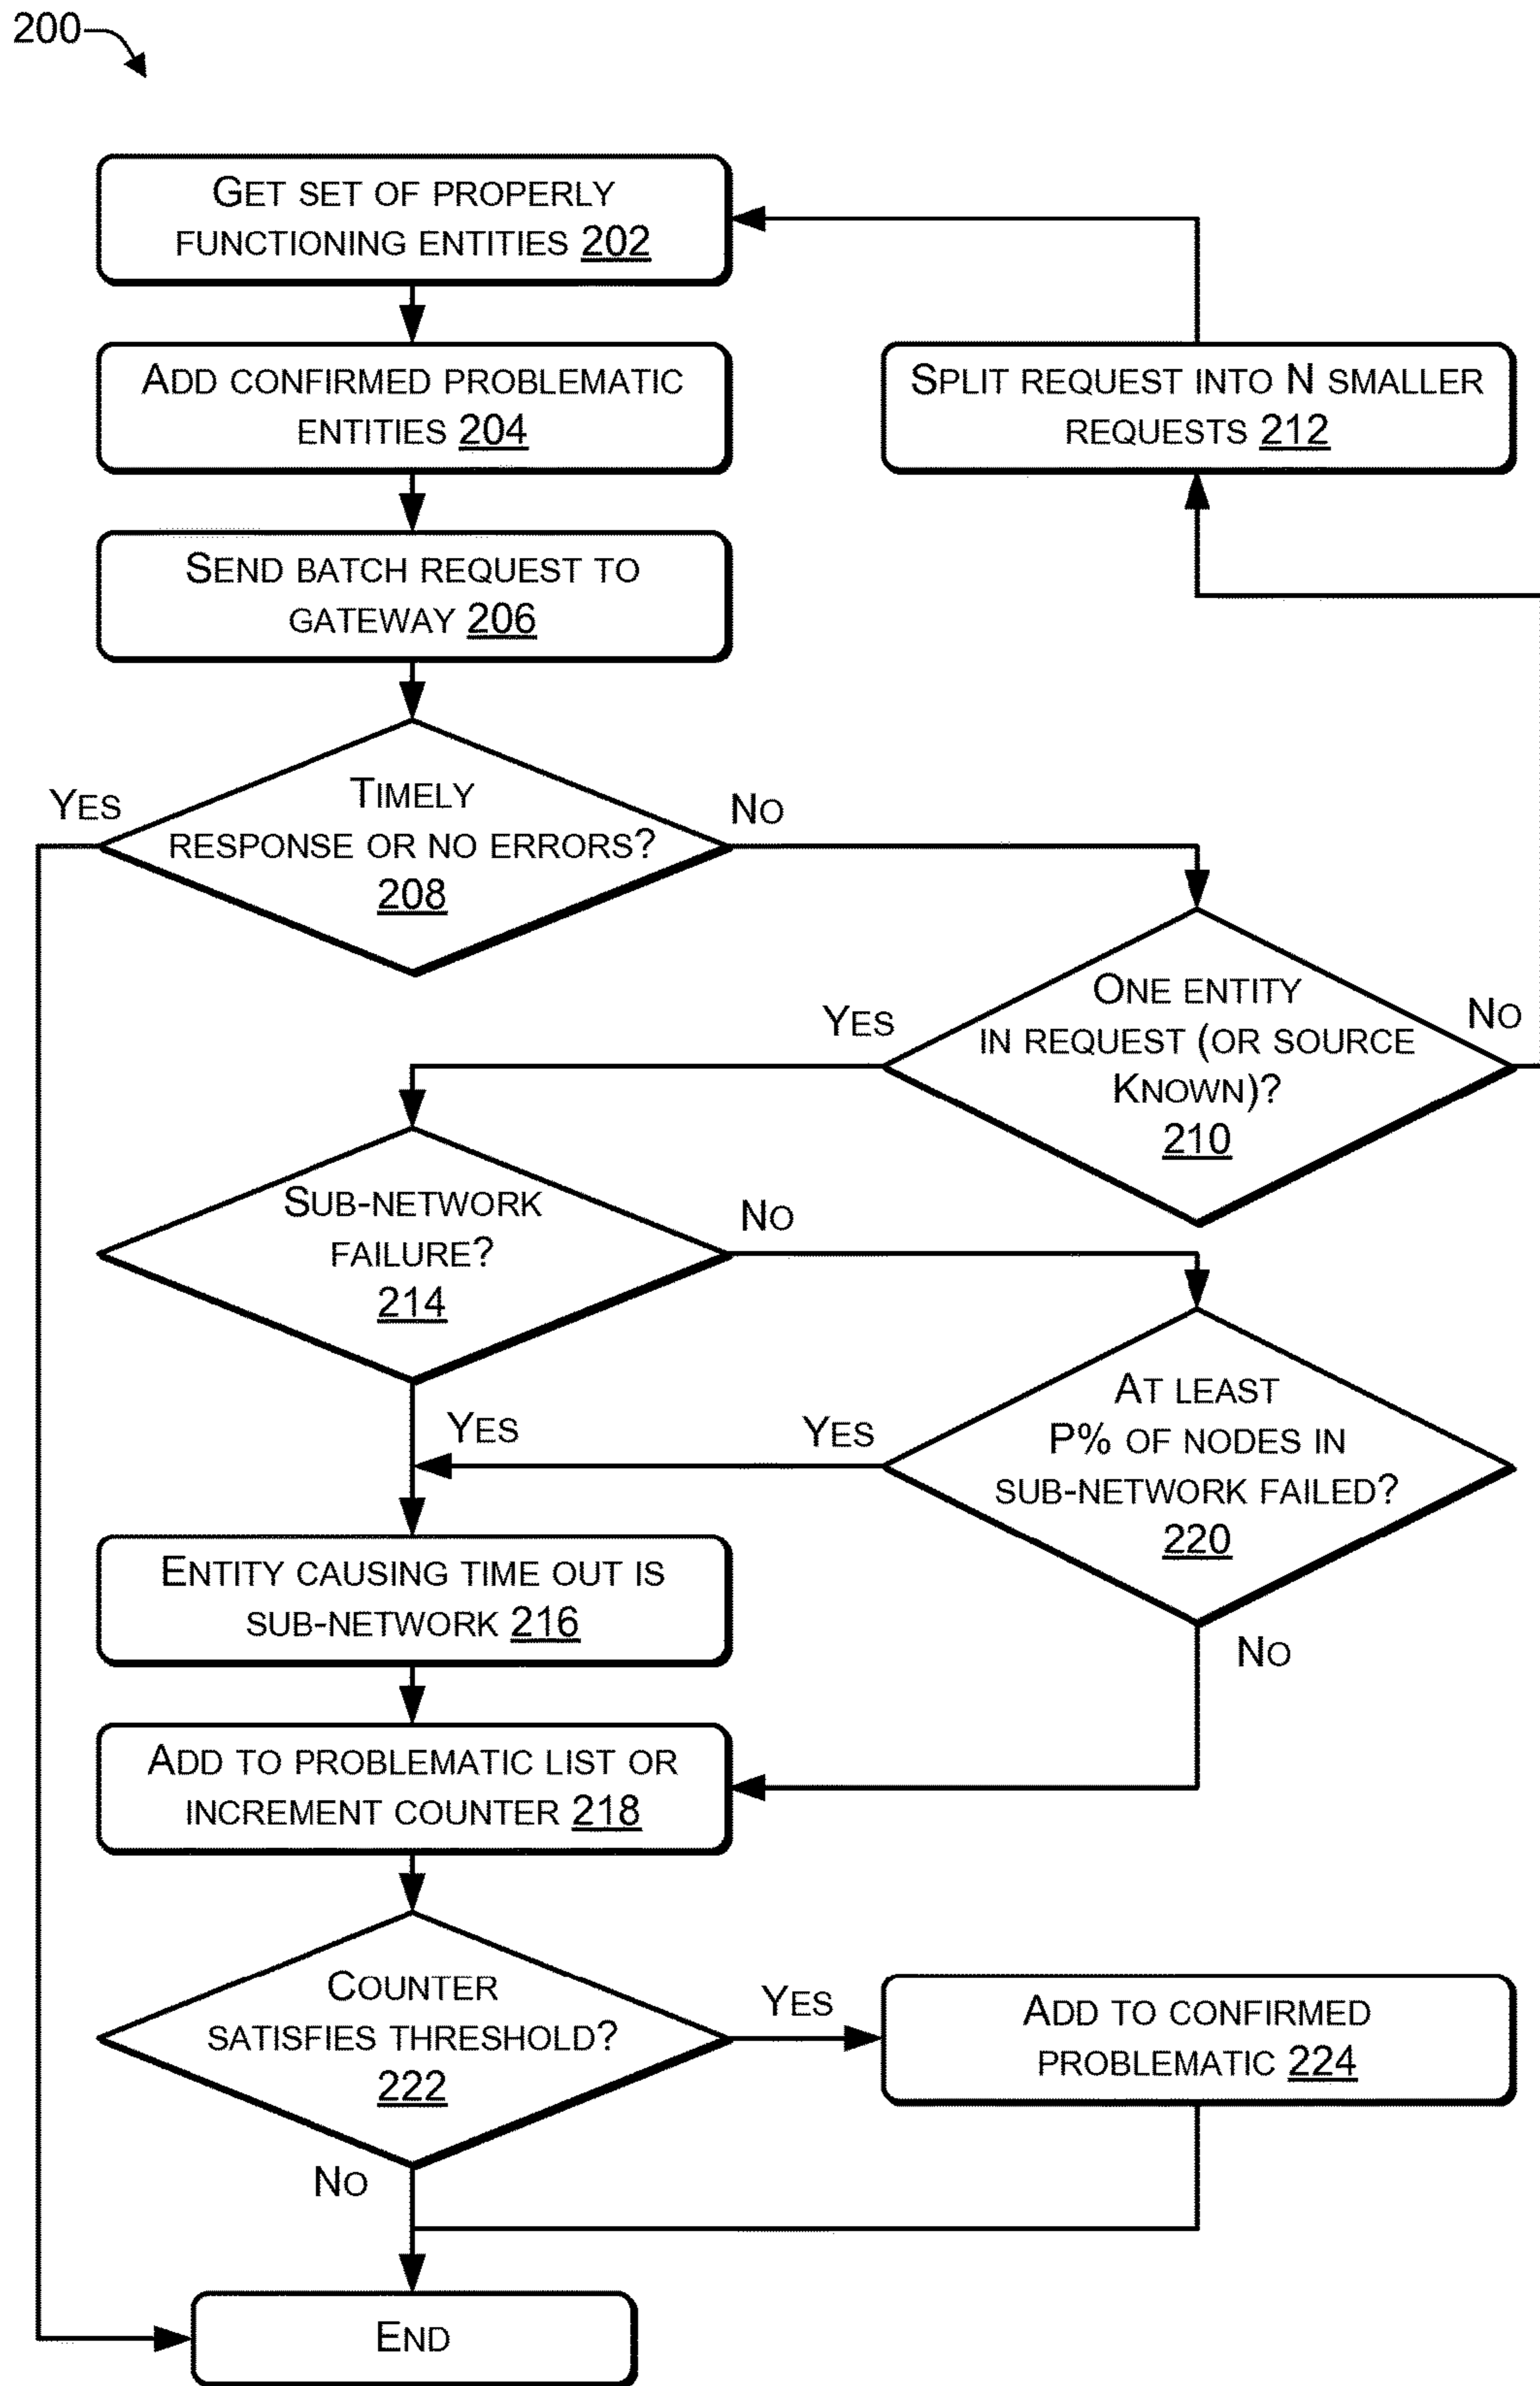 200
GET SET OF PROPERLY
FUNCTIONING ENTITIES 202
ADD CONFIRMED PROBLEMATIC
ENTITIES 204
SPLIT REQUEST INTO N SMALLER
REQUESTS 212
SEND BATCH REQUEST TO
GATEWAY 206
YES
TIMELY
RESPONSE OR NO ERRORS?
208
NO
YES
ONE ENTITY
IN REQUEST (OR SOURCE
KNOWN)?
210
NO
SUB-NETWORK
FAILURE?
214
NO
YES
YES
AT LEAST
P% OF NODES IN
SUB-NETWORK FAILED?
220
NO
ENTITY CAUSING TIME OUT IS
SUB-NETWORK 216
ADD TO PROBLEMATIC LIST OR
INCREMENT COUNTER 218
COUNTER
SATISFIES THRESHOLD?
222
YES
ADD TO CONFIRMED
PROBLEMATIC 224
NO
END